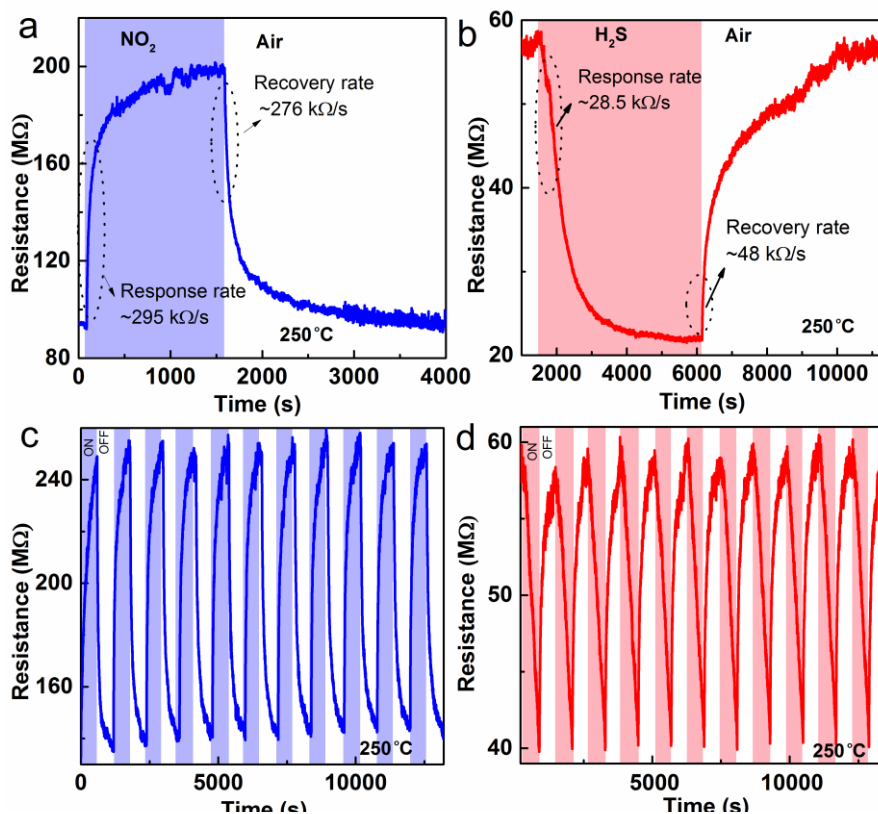 a
NO2
Air
Recovery rate
~276 kΩ/s
Response rate
~295 kΩ/s
250°C
200
160
120
80
Resistance (MΩ)
0 1000 2000 3000 4000
Time (s)
b
H2S
Air
Response rate
~28.5 kΩ/s
Recovery rate
~48 kΩ/s
250°C
60
40
20
Resistance (MΩ)
2000 4000 6000 8000 10000
Time (s)
c
ON
OFF
240
200
160
Resistance (MΩ)
250°C
0 5000 10000
Time (s)
d
ON
OFF
60
50
40
Resistance (MΩ)
250°C
5000 10000
Time (s)